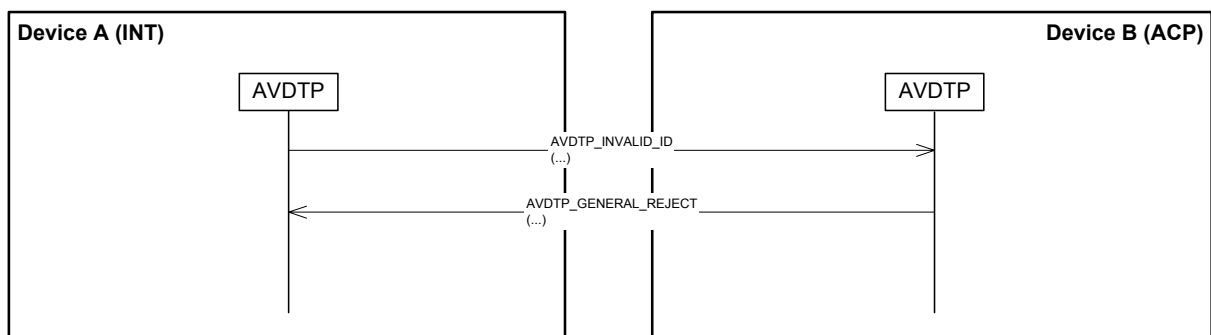 Device A (INT)
Device B (ACP)
AVDTP
AVDTP
AVDTP_INVALID_ID
(...)
AVDTP_GENERAL_REJECT
(...)